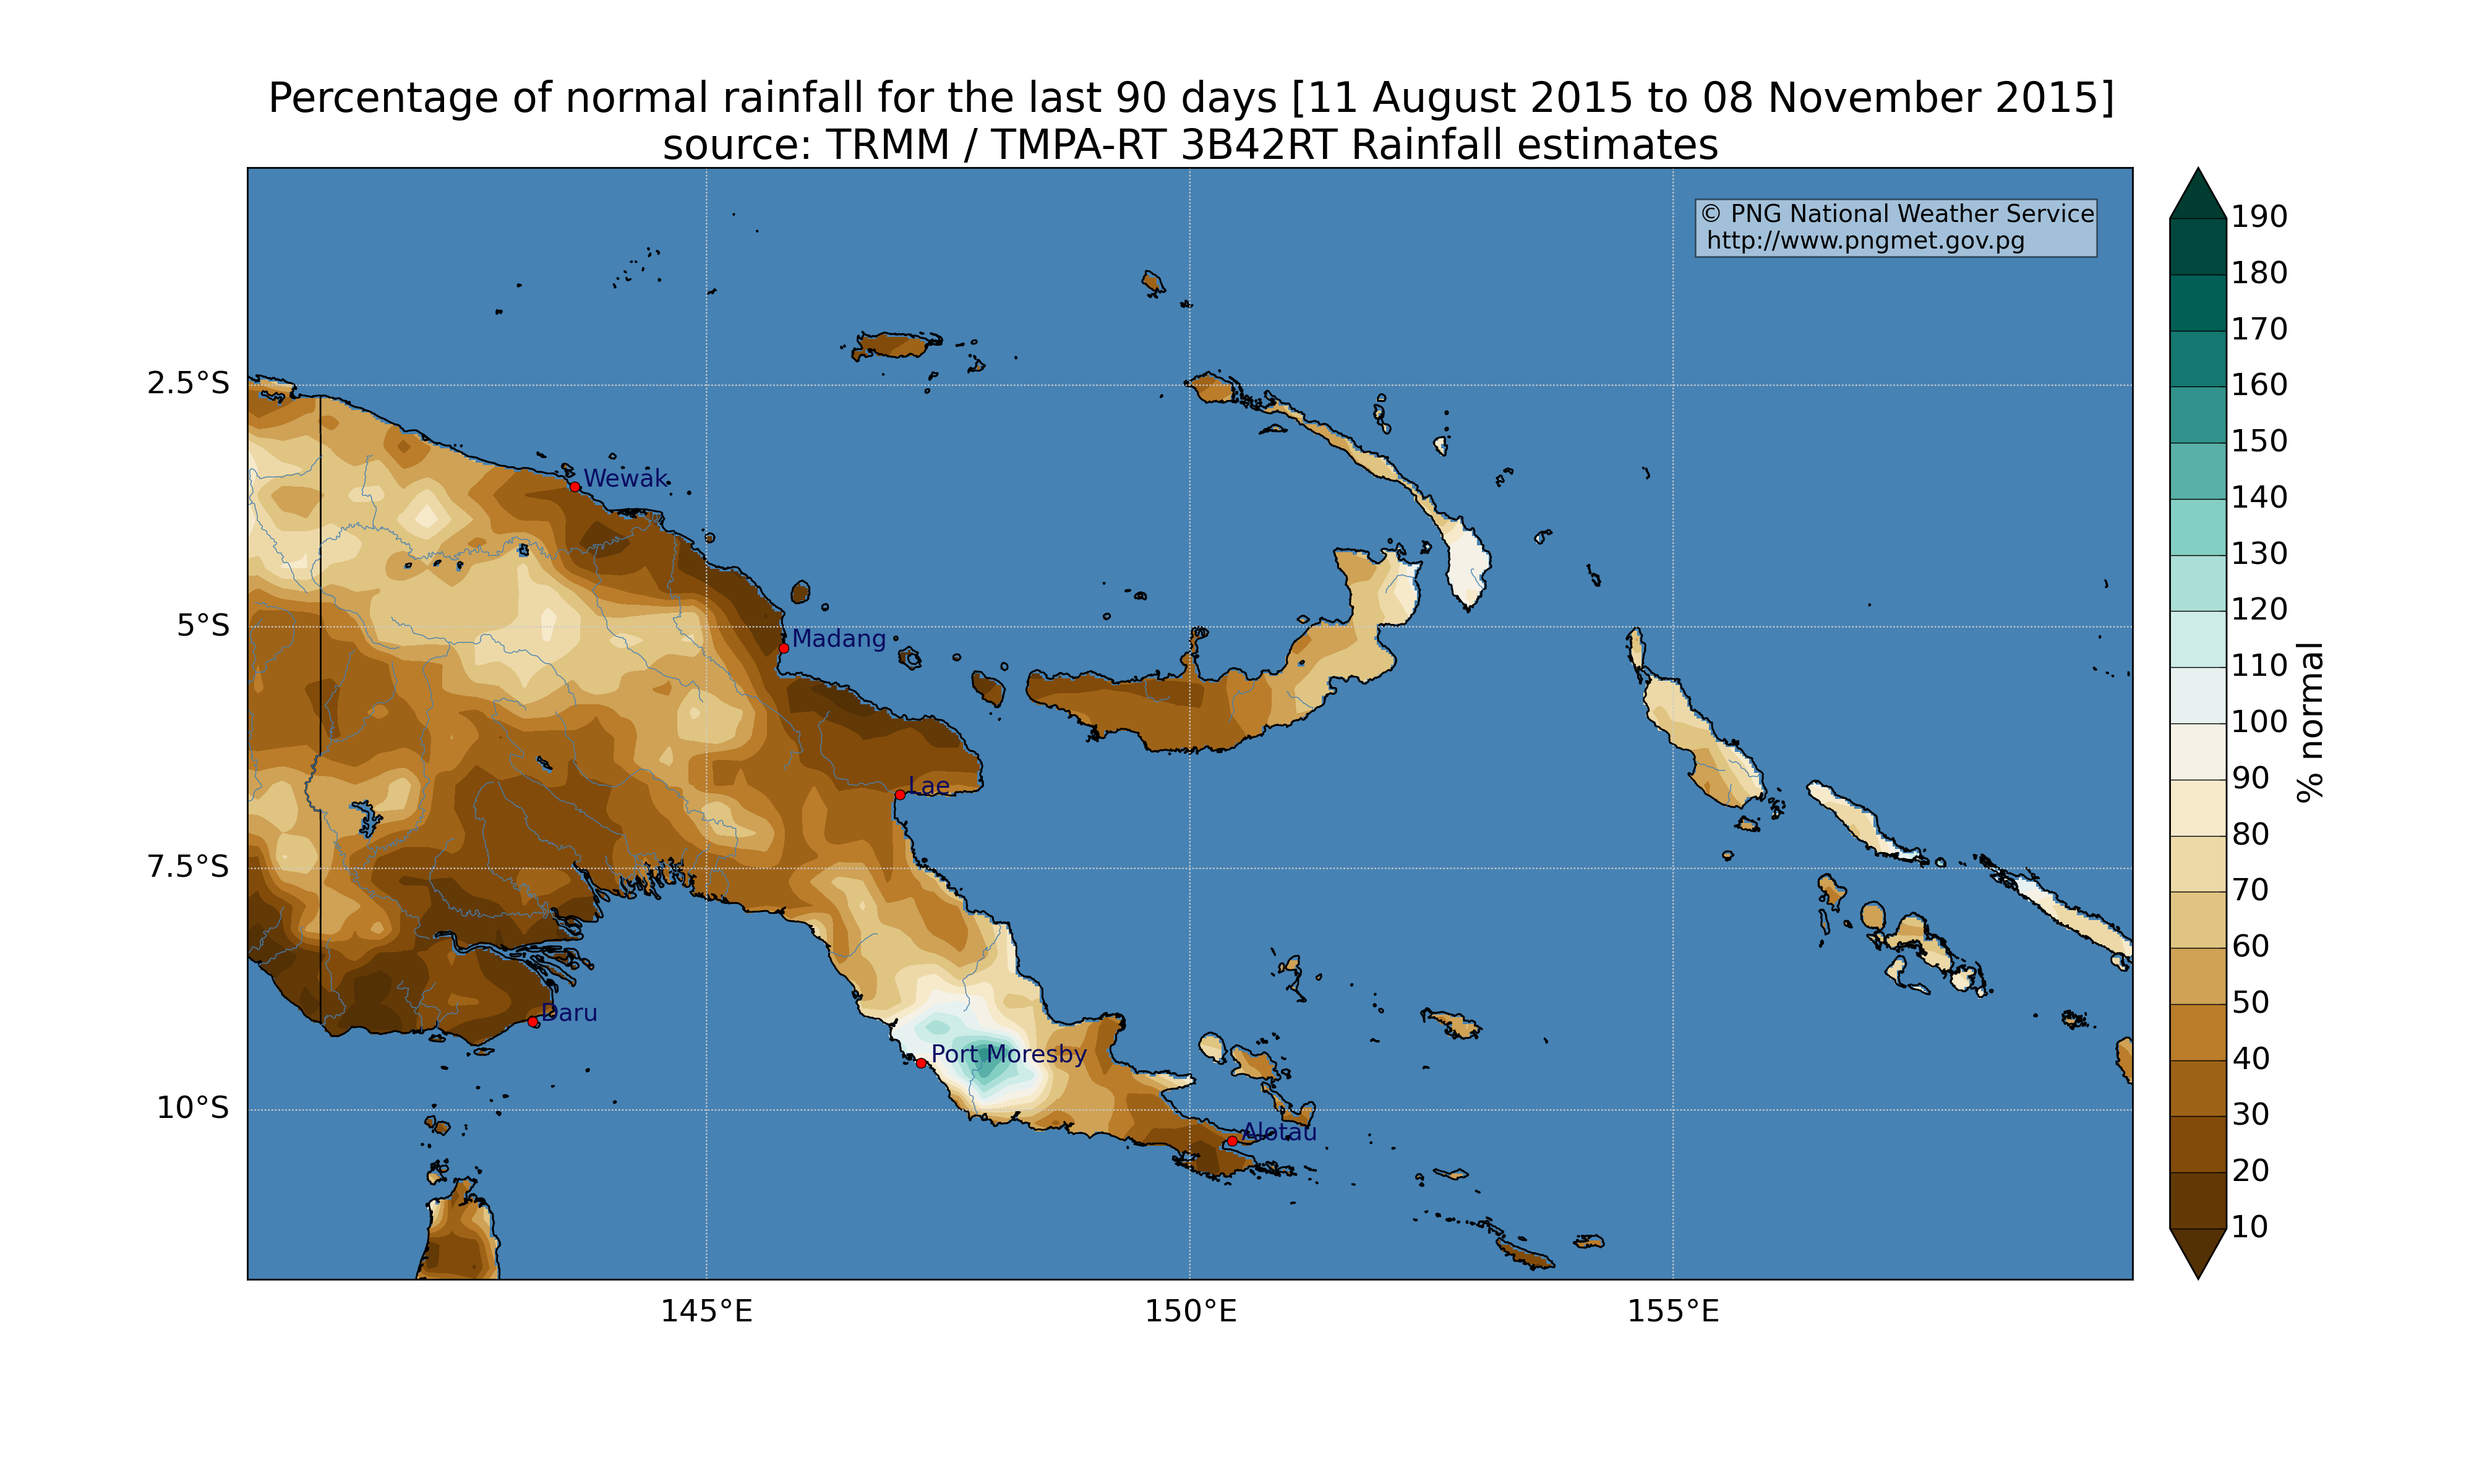 Percentage of normal rainfall for the last 90 days [11 August 2015 to 08 November 2015]
source: TRMM / TMPA-RT 3B42RT Rainfall estimates
© PNG National Weather Service
http://www.pngmet.gov.pg
2.5°S
5°S
7.5°S
10°S
Wewak
Madang
Lae
Daru
Port Moresby
Alotau
145°E
150°E
155°E
190
180
170
160
150
140
130
120
110
100
90
80
70
60
50
40
30
20
10
% normal